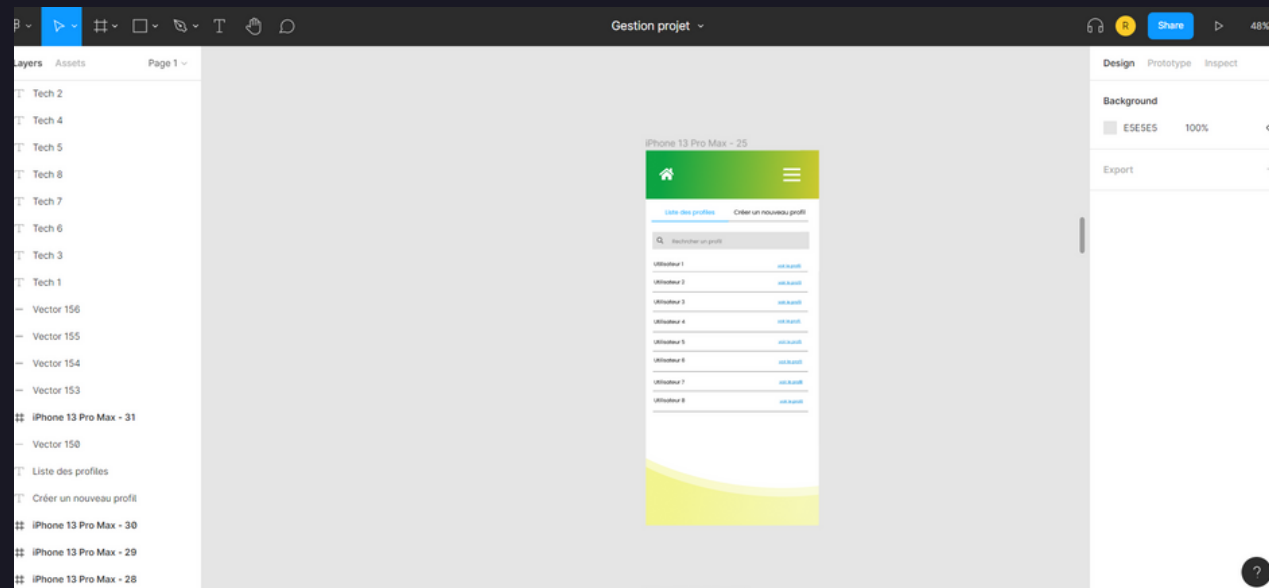 Gestion projet
R
Share
48%
Layers Assets Page 1
Tech 2
Tech 4
Tech 5
Tech 8
Tech 7
Tech 6
Tech 3
Tech 1
Vector 156
Vector 155
Vector 154
Vector 153
iPhone 13 Pro Max - 31
Vector 150
Liste des profiles
Créer un nouveau profil
iPhone 13 Pro Max - 30
iPhone 13 Pro Max - 29
iPhone 13 Pro Max - 28
iPhone 13 Pro Max - 25
Liste des profiles Créer un nouveau profil
Rechrcher un profil
Utilisateur 1
Utilisateur 2
Utilisateur 3
Utilisateur 4
Utilisateur 5
Utilisateur 6
Utilisateur 7
Utilisateur 8
Design Prototype Inspect
Background
E5E5E5 100%
Export
?